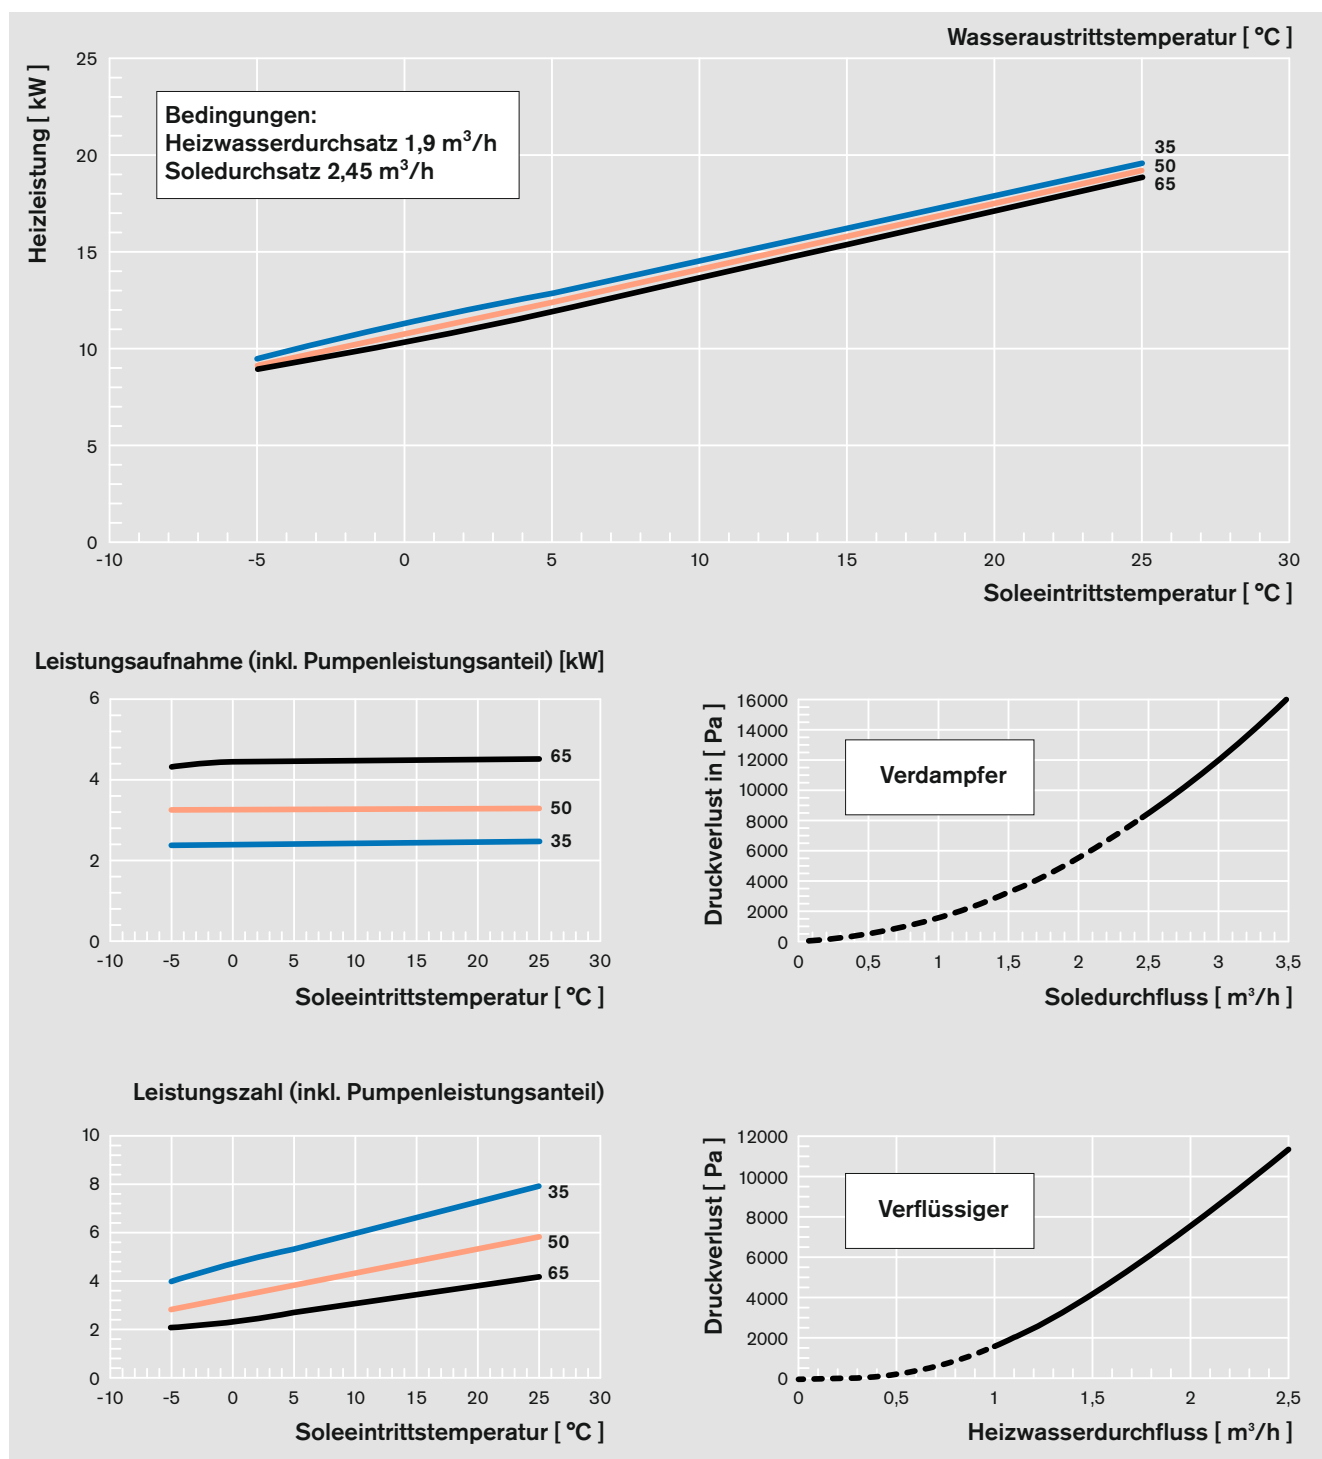 Wasseraustrittstemperatur [ °C ]
Heizleistung [ kW ]
25
20
15
10
5
0
Bedingungen:
Heizwasserdurchsatz 1,9 m³/h
Soledurchsatz 2,45 m³/h
35
50
65
-10 -5 0 5 10 15 20 25 30
Soleeintrittstemperatur [ °C ]
Leistungsaufnahme (inkl. Pumpenleistungsanteil) [kW]
6
4
2
0
65
50
35
-10 -5 0 5 10 15 20 25 30
Soleeintrittstemperatur [ °C ]
Druckverlust in [ Pa ]
16000
14000
12000
10000
8000
6000
4000
2000
0
Verdampfer
0 0,5 1 1,5 2 2,5 3 3,5
Soledurchfluss [ m³/h ]
Leistungszahl (inkl. Pumpenleistungsanteil)
10
8
6
4
2
0
35
50
65
-10 -5 0 5 10 15 20 25 30
Soleeintrittstemperatur [ °C ]
Druckverlust [ Pa ]
12000
10000
8000
6000
4000
2000
0
Verflüssiger
0 0,5 1 1,5 2 2,5
Heizwasserdurchfluss [ m³/h ]